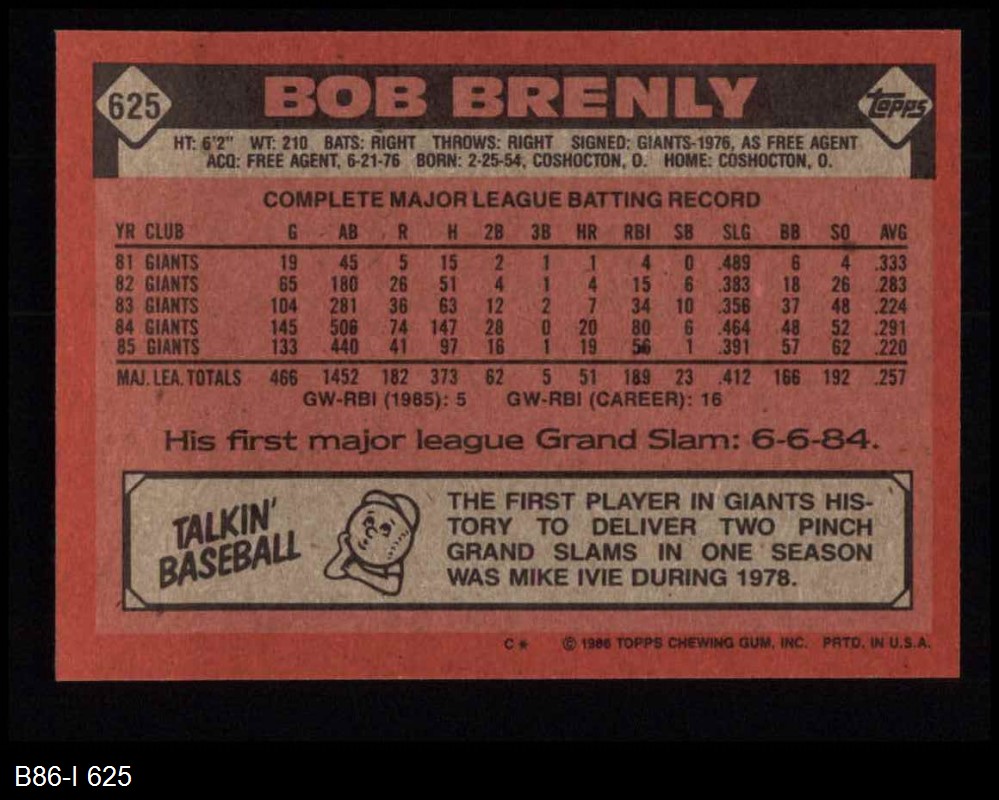 625 BOB BRENLY Topps
HT: 6'2" WT: 210 BATS: RIGHT THROWS: RIGHT SIGNED: GIANTS-1976, AS FREE AGENT
ACQ: FREE AGENT, 6-21-76 BORN: 2-25-54, COSHOCTON, O. HOME: COSHOCTON, O.
COMPLETE MAJOR LEAGUE BATTING RECORD
YR CLUB G AB R H 2B 3B HR RBI SB SLG BB SO AVG
81 GIANTS 19 45 5 15 2 1 1 4 0 .489 6 4 .333
82 GIANTS 65 180 26 51 4 1 4 15 6 .383 18 26 .283
83 GIANTS 104 281 36 63 12 2 7 34 10 .356 37 48 .224
84 GIANTS 145 506 74 147 28 0 20 80 6 .464 48 52 .291
85 GIANTS 133 440 41 97 16 1 19 56 1 .391 57 62 .220
MAJ. LEA. TOTALS 466 1452 182 373 62 5 51 189 23 .412 166 192 .257
GW-RBI (1985): 5 GW-RBI (CAREER): 16
His first major league Grand Slam: 6-6-84.
TALKIN'
BASEBALL
THE FIRST PLAYER IN GIANTS HIS-
TORY TO DELIVER TWO PINCH
GRAND SLAMS IN ONE SEASON
WAS MIKE IVIE DURING 1978.
C* © 1986 TOPPS CHEWING GUM, INC. PRTD. IN U.S.A.
B86-I 625